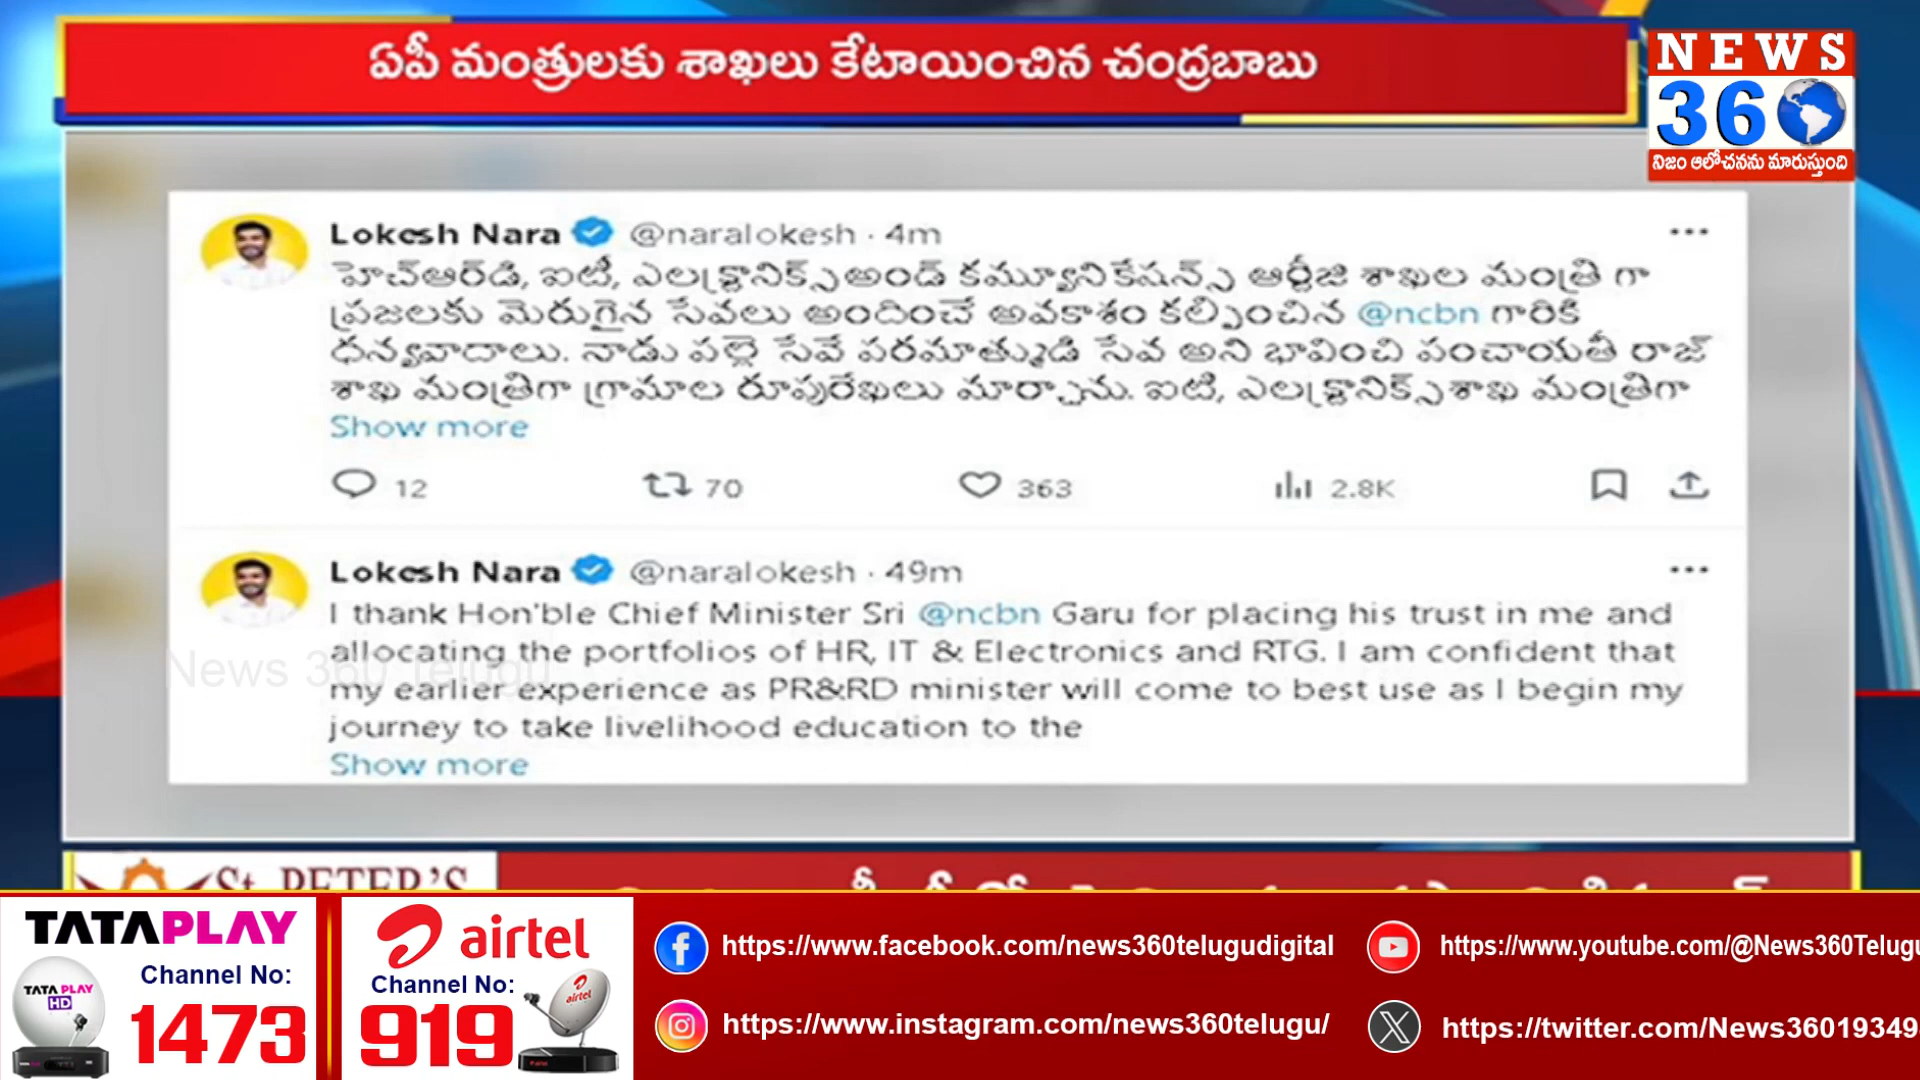 ఏపీ మంత్రులకు శాఖలు కేటాయించిన చంద్రబాబు
NEWS
360
నిజం ఆలోచనను మారుస్తుంది
Lokesh Nara @naralokesh · 4m
హెచ్ఆర్‌డి, ఐటీ, ఎలక్ట్రానిక్స్ అండ్ కమ్యూనికేషన్స్ ఆర్టీజి శాఖల మంత్రి గా
ప్రజలకు మెరుగైన సేవలు అందించే అవకాశం కల్పించిన @ncbn గారికి
ధన్యవాదాలు. నాడు పల్లె సేవే పరమాత్ముడి సేవ అని భావించి పంచాయతీ రాజ్
శాఖ మంత్రిగా గ్రామాల రూపురేఖలు మార్చాను. ఐటి, ఎలక్ట్రానిక్స్ శాఖ మంత్రిగా
Show more
12 70 363 2.8K
Lokesh Nara @naralokesh · 49m
I thank Hon'ble Chief Minister Sri @ncbn Garu for placing his trust in me and
allocating the portfolios of HR, IT & Electronics and RTG. I am confident that
my earlier experience as PR&RD minister will come to best use as I begin my
journey to take livelihood education to the
Show more
News 360 Telugu
St. PETER'S
TATA PLAY
Channel No:
1473
TATA PLAY
HD
airtel
Channel No:
919
airtel
https://www.facebook.com/news360telugudigital
https://www.youtube.com/@News360Telugu
https://www.instagram.com/news360telugu/
https://twitter.com/News36019349